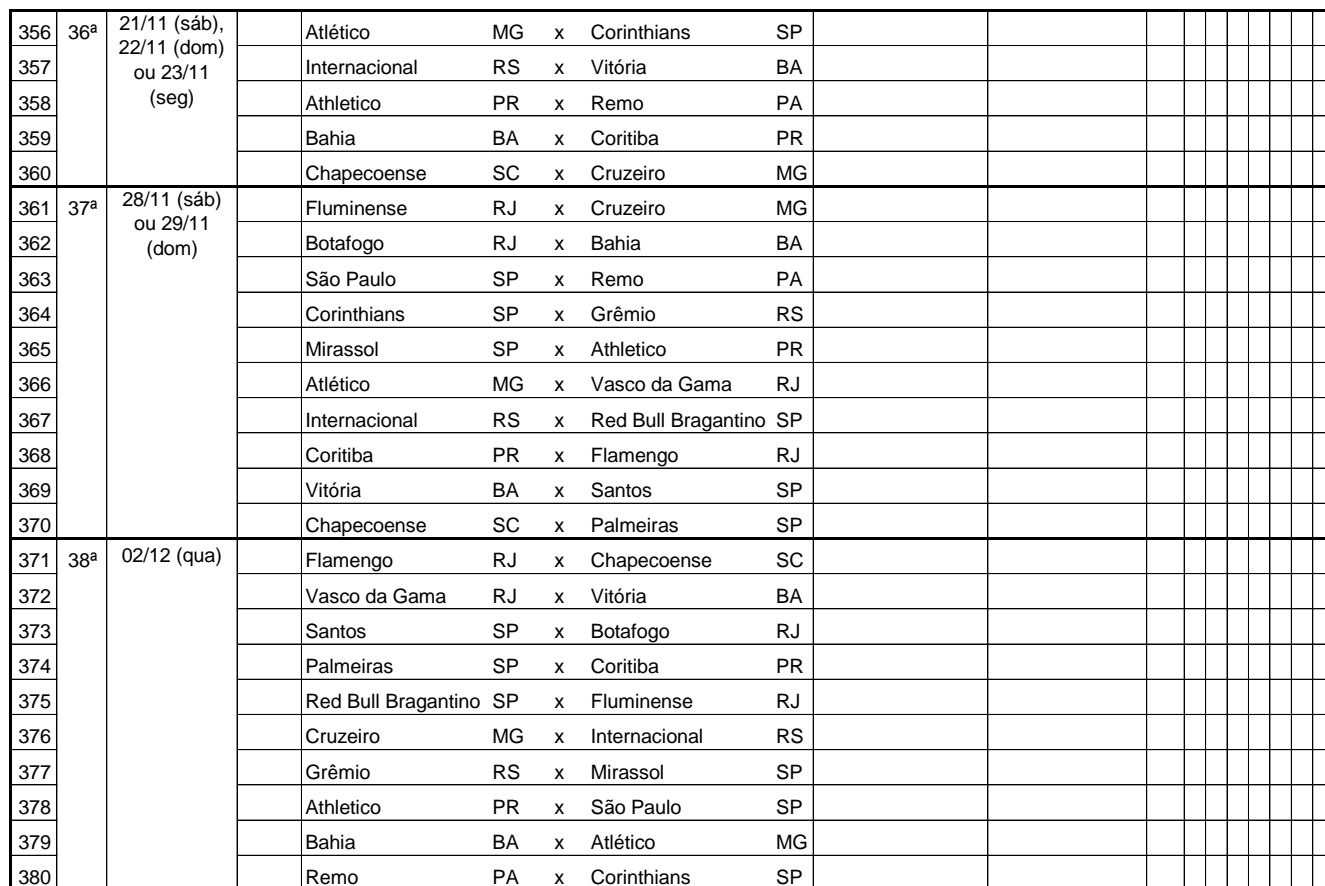 356 36ª 21/11 (sáb), 22/11 (dom) ou 23/11 (seg) Atlético MG x Corinthians SP
357 Internacional RS x Vitória BA
358 Athletico PR x Remo PA
359 Bahia BA x Coritiba PR
360 Chapecoense SC x Cruzeiro MG
361 37ª 28/11 (sáb) ou 29/11 (dom) Fluminense RJ x Cruzeiro MG
362 Botafogo RJ x Bahia BA
363 São Paulo SP x Remo PA
364 Corinthians SP x Grêmio RS
365 Mirassol SP x Athletico PR
366 Atlético MG x Vasco da Gama RJ
367 Internacional RS x Red Bull Bragantino SP
368 Coritiba PR x Flamengo RJ
369 Vitória BA x Santos SP
370 Chapecoense SC x Palmeiras SP
371 38ª 02/12 (qua) Flamengo RJ x Chapecoense SC
372 Vasco da Gama RJ x Vitória BA
373 Santos SP x Botafogo RJ
374 Palmeiras SP x Coritiba PR
375 Red Bull Bragantino SP x Fluminense RJ
376 Cruzeiro MG x Internacional RS
377 Grêmio RS x Mirassol SP
378 Athletico PR x São Paulo SP
379 Bahia BA x Atlético MG
380 Remo PA x Corinthians SP